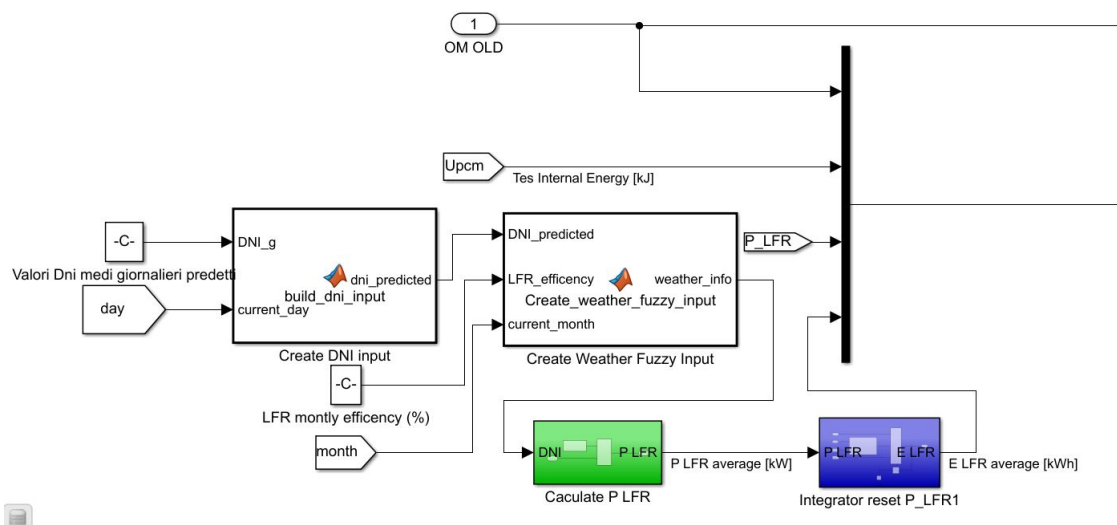 1
OM OLD
Upcm
Tes Internal Energy [kJ]
-C-
Valori Dni medi giornalieri predetti
day
DNI_g
current_day
dni_predicted
build_dni_input
Create DNI input
DNI_predicted
LFR_efficency
current_month
weather_info
Create_weather_fuzzy_input
Create Weather Fuzzy Input
P_LFR
-C-
LFR montly efficency (%)
month
DNI
P LFR
Caculate P LFR
P LFR average [kW]
P LFR
E LFR
Integrator reset P_LFR1
E LFR average [kWh]